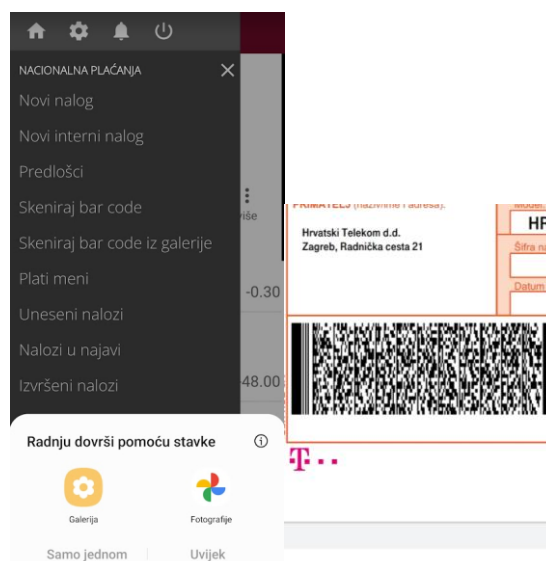 NACIONALNA PLAĆANJA
Novi nalog
Novi interni nalog
Predlošci
Skeniraj bar code
više
Skeniraj bar code iz galerije
Plati meni
-0.30
Uneseni nalozi
Nalozi u najavi
Izvršeni nalozi
48.00
Radnju dovrši pomoću stavke
Galerija
Fotografije
Samo jednom
Uvijek
PRIMATELJ (naziv/ime i adresa):
Model:
Hrvatski Telekom d.d.
Zagreb, Radnička cesta 21
HR
Šifra
Datum
T